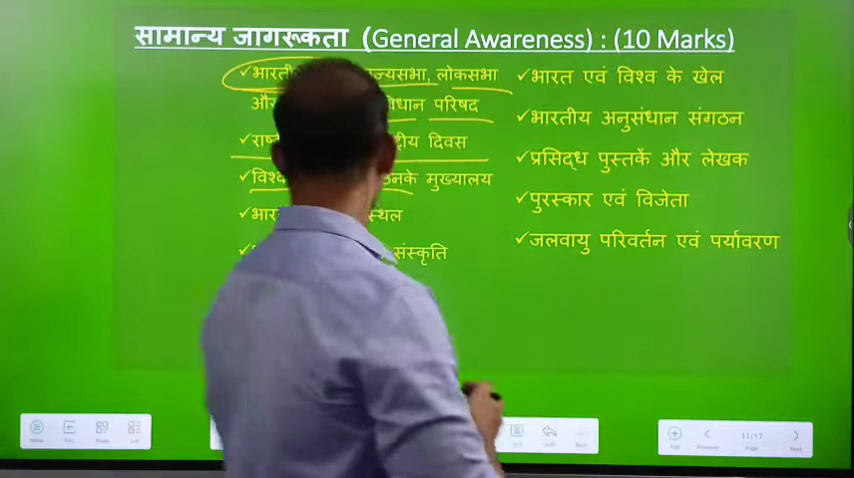 सामान्य जागरूकता (General Awareness) : (10 Marks)
✓भारती राज्यसभा, लोकसभा
और विधान परिषद
✓राष्ट्रीय दिवस
✓विश्व उनके मुख्यालय
✓भार स्थल
संस्कृति
✓भारत एवं विश्व के खेल
✓भारतीय अनुसंधान संगठन
✓प्रसिद्ध पुस्तकें और लेखक
✓पुरस्कार एवं विजेता
✓जलवायु परिवर्तन एवं पर्यावरण
11/17